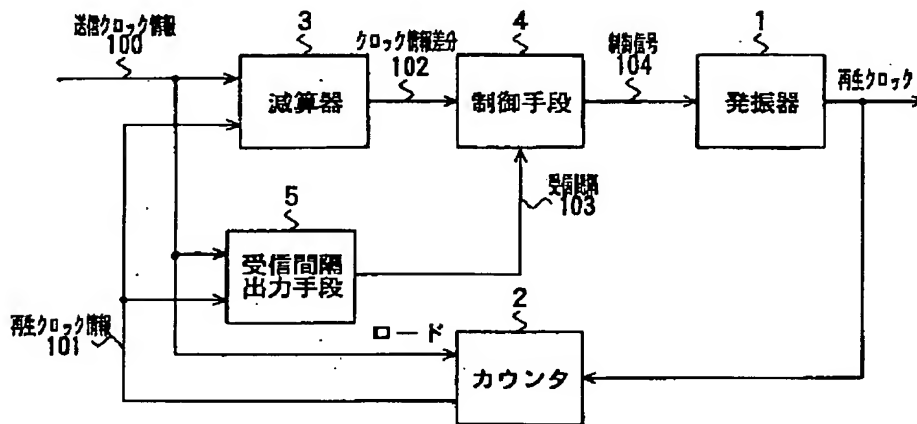 送信クロック情報
100
3
減算器
クロック情報差分
102
4
制御手段
制御信号
104
1
発振器
再生クロック
受信間隔
103
5
受信間隔
出力手段
再生クロック情報
101
ロード
2
カウンタ